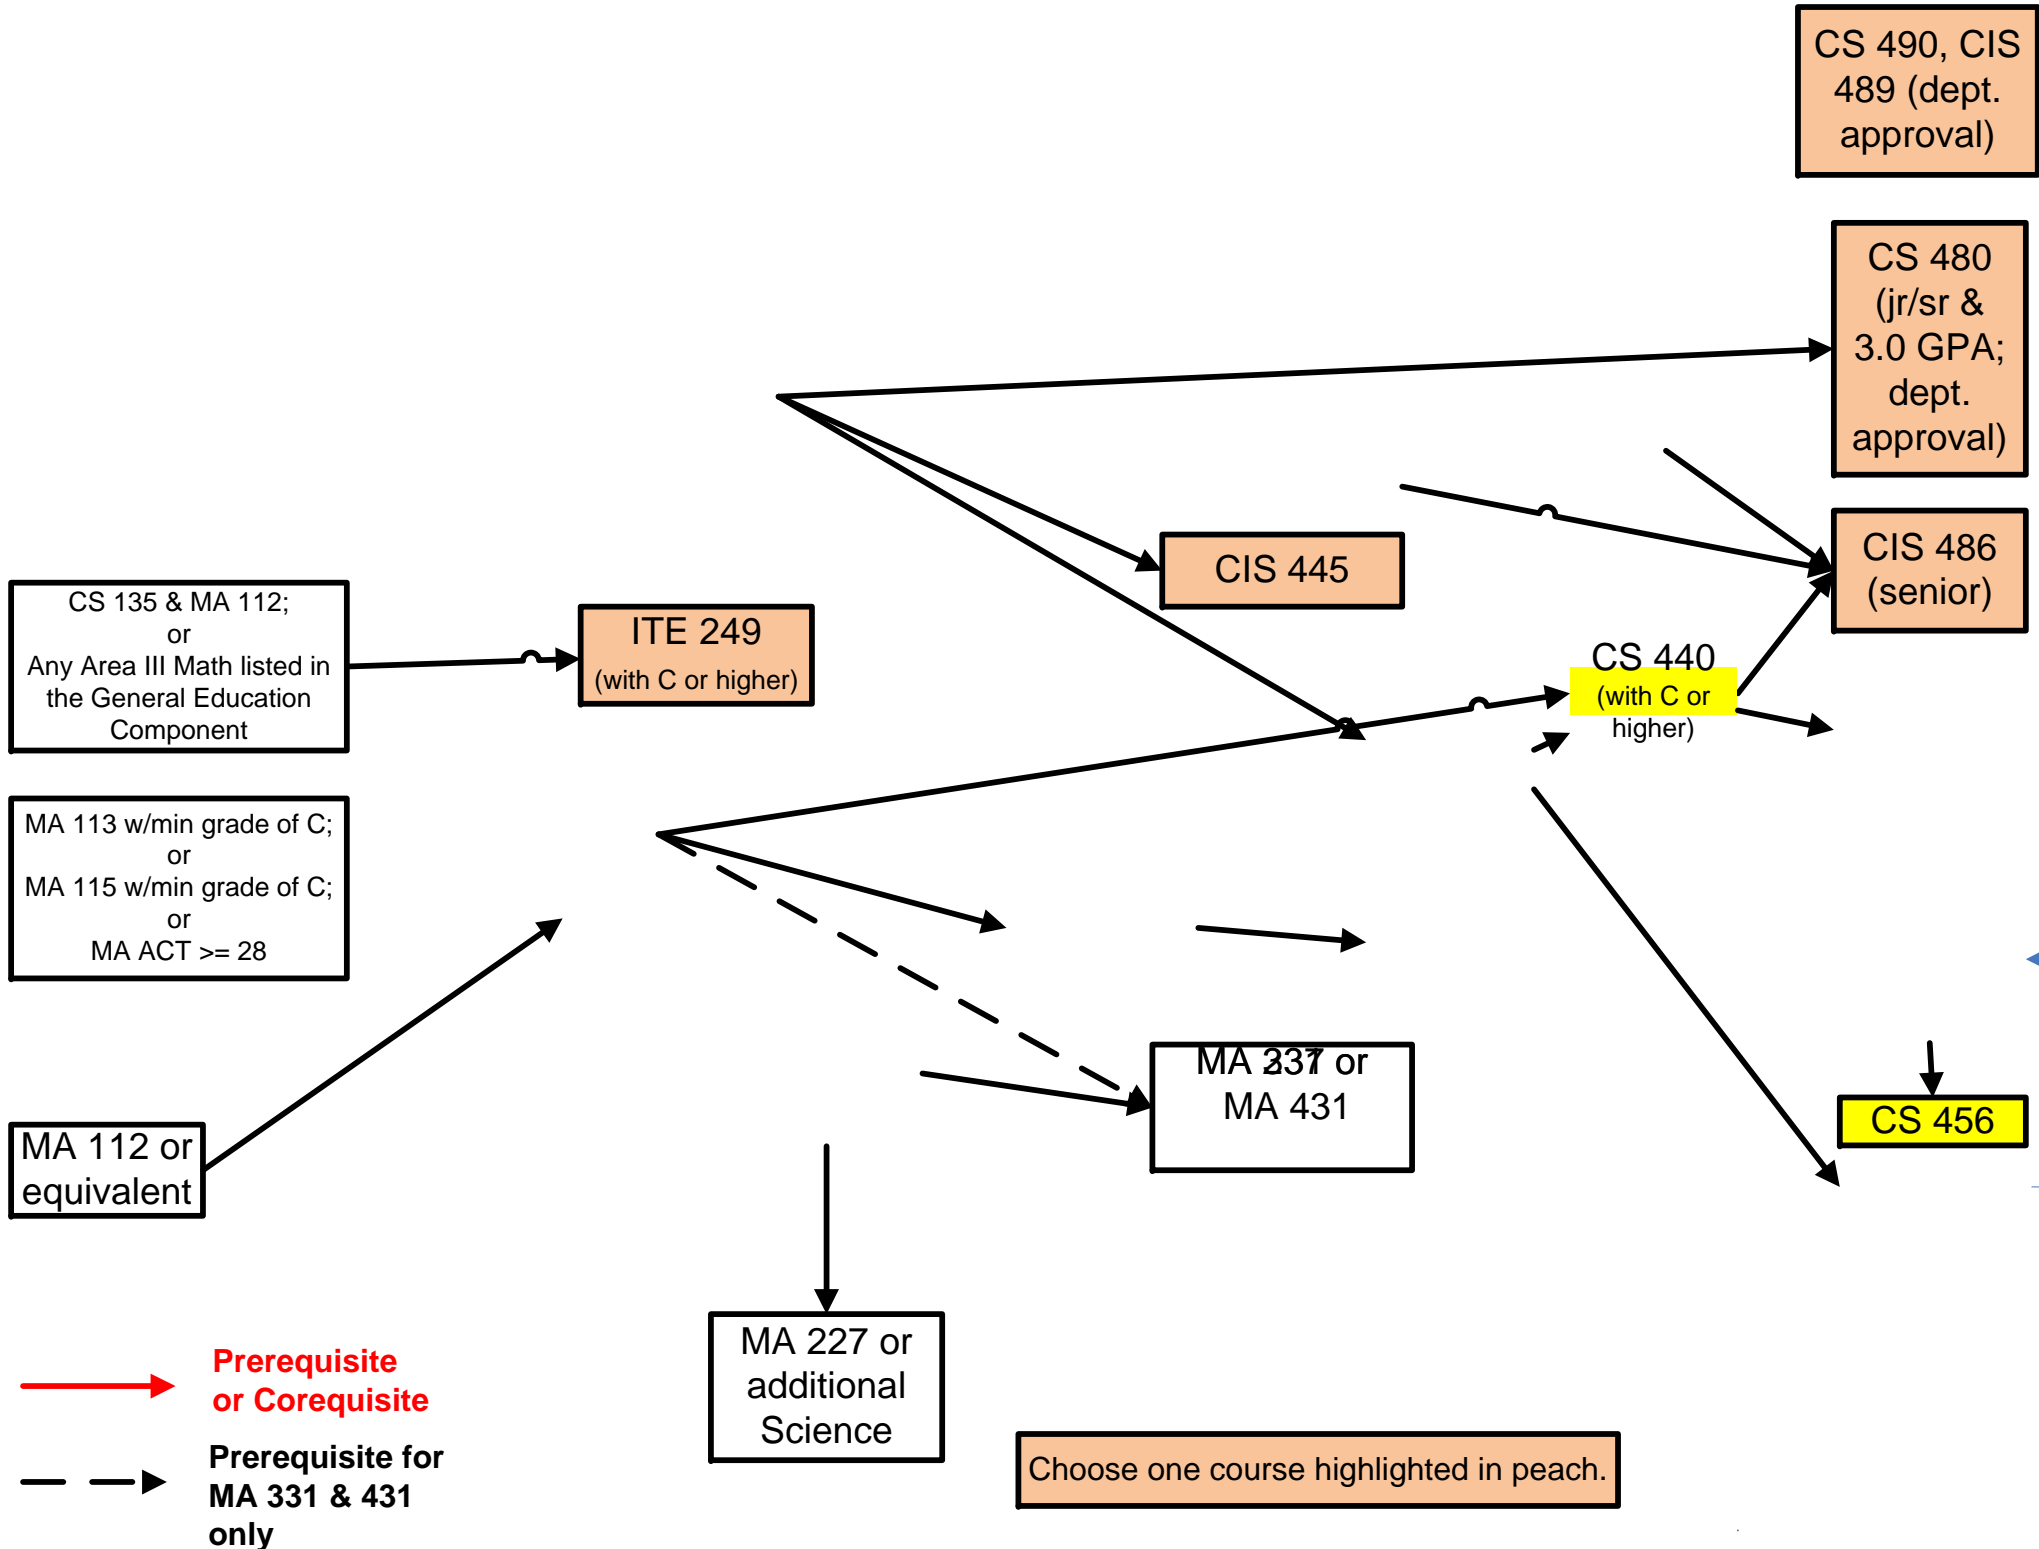 CS 490, CIS
489 (dept.
approval)
CS 480
(jr/sr &
3.0 GPA;
dept.
approval)
CIS 445
CIS 486
(senior)
CS 135 & MA 112;
or
Any Area III Math listed in
the General Education
Component
ITE 249
(with C or higher)
CS 440
(with C or
higher)
MA 113 w/min grade of C;
or
MA 115 w/min grade of C;
or
MA ACT >= 28
MA or
MA 431
CS 456
MA 112 or
equivalent
MA 227 or
additional
Science
Prerequisite
or Corequisite
Prerequisite for
MA 331 & 431
only
Choose one course highlighted in peach.